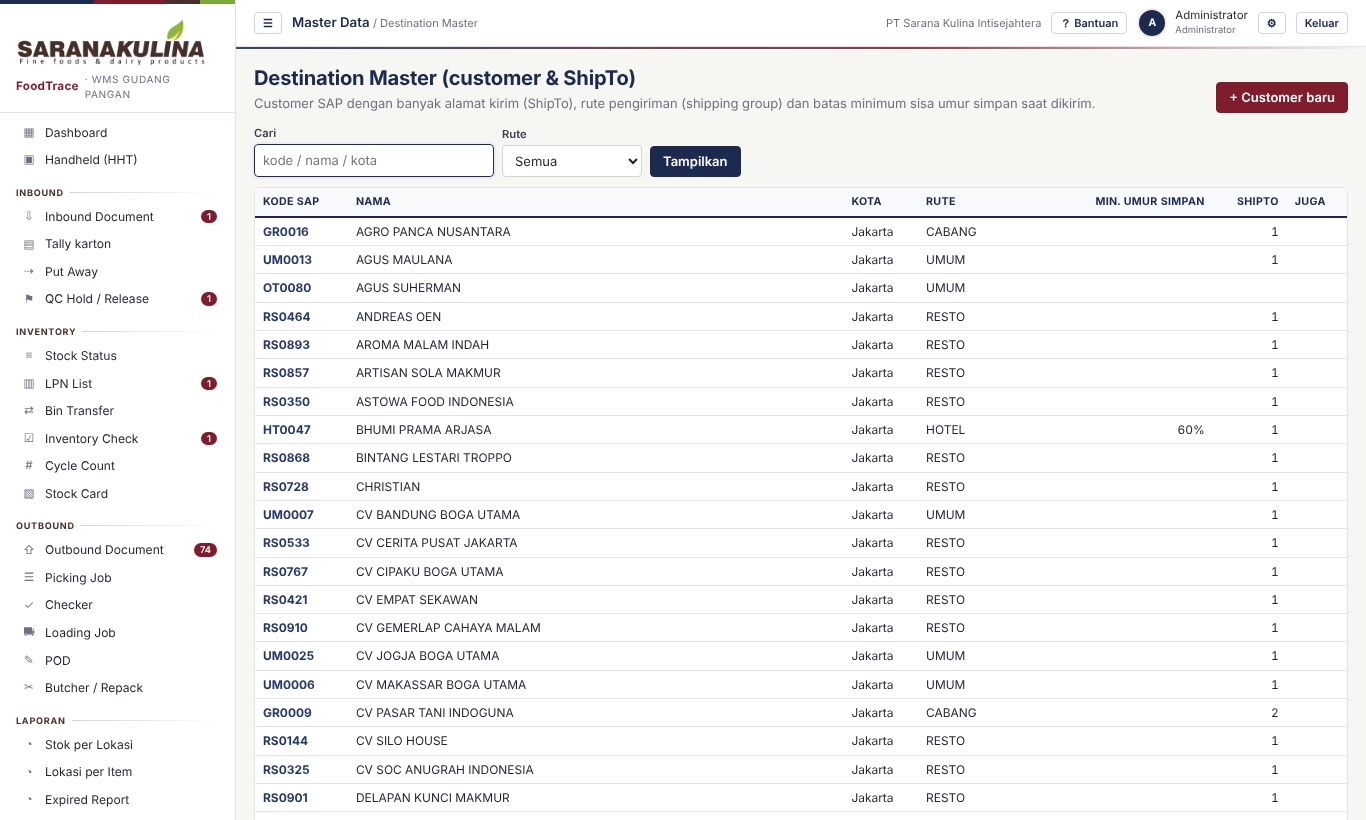 SARANAKULINA
Fine foods & dairy products
FoodTrace · WMS GUDANG PANGAN
Dashboard
Handheld (HHT)
INBOUND
Inbound Document 1
Tally karton
Put Away
QC Hold / Release 1
INVENTORY
Stock Status
LPN List 1
Bin Transfer
Inventory Check 1
# Cycle Count
Stock Card
OUTBOUND
Outbound Document 74
Picking Job
Checker
Loading Job
POD
Butcher / Repack
LAPORAN
Stok per Lokasi
Lokasi per Item
Expired Report
☰ Master Data / Destination Master
PT Sarana Kulina Intisejahtera
? Bantuan
A
Administrator
Administrator
⚙
Keluar
Destination Master (customer & ShipTo)
Customer SAP dengan banyak alamat kirim (ShipTo), rute pengiriman (shipping group) dan batas minimum sisa umur simpan saat dikirim.
+ Customer baru
Cari
kode / nama / kota
Rute
Semua
Tampilkan
KODE SAP NAMA KOTA RUTE MIN. UMUR SIMPAN SHIPTO JUGA
GR0016 AGRO PANCA NUSANTARA Jakarta CABANG 1
UM0013 AGUS MAULANA Jakarta UMUM 1
OT0080 AGUS SUHERMAN Jakarta UMUM
RS0464 ANDREAS OEN Jakarta RESTO 1
RS0893 AROMA MALAM INDAH Jakarta RESTO 1
RS0857 ARTISAN SOLA MAKMUR Jakarta RESTO 1
RS0350 ASTOWA FOOD INDONESIA Jakarta RESTO 1
HT0047 BHUMI PRAMA ARJASA Jakarta HOTEL 60% 1
RS0868 BINTANG LESTARI TROPPO Jakarta RESTO 1
RS0728 CHRISTIAN Jakarta RESTO 1
UM0007 CV BANDUNG BOGA UTAMA Jakarta UMUM 1
RS0533 CV CERITA PUSAT JAKARTA Jakarta RESTO 1
RS0767 CV CIPAKU BOGA UTAMA Jakarta RESTO 1
RS0421 CV EMPAT SEKAWAN Jakarta RESTO 1
RS0910 CV GEMERLAP CAHAYA MALAM Jakarta RESTO 1
UM0025 CV JOGJA BOGA UTAMA Jakarta UMUM 1
UM0006 CV MAKASSAR BOGA UTAMA Jakarta UMUM 1
GR0009 CV PASAR TANI INDOGUNA Jakarta CABANG 2
RS0144 CV SILO HOUSE Jakarta RESTO 1
RS0325 CV SOC ANUGRAH INDONESIA Jakarta RESTO 1
RS0901 DELAPAN KUNCI MAKMUR Jakarta RESTO 1